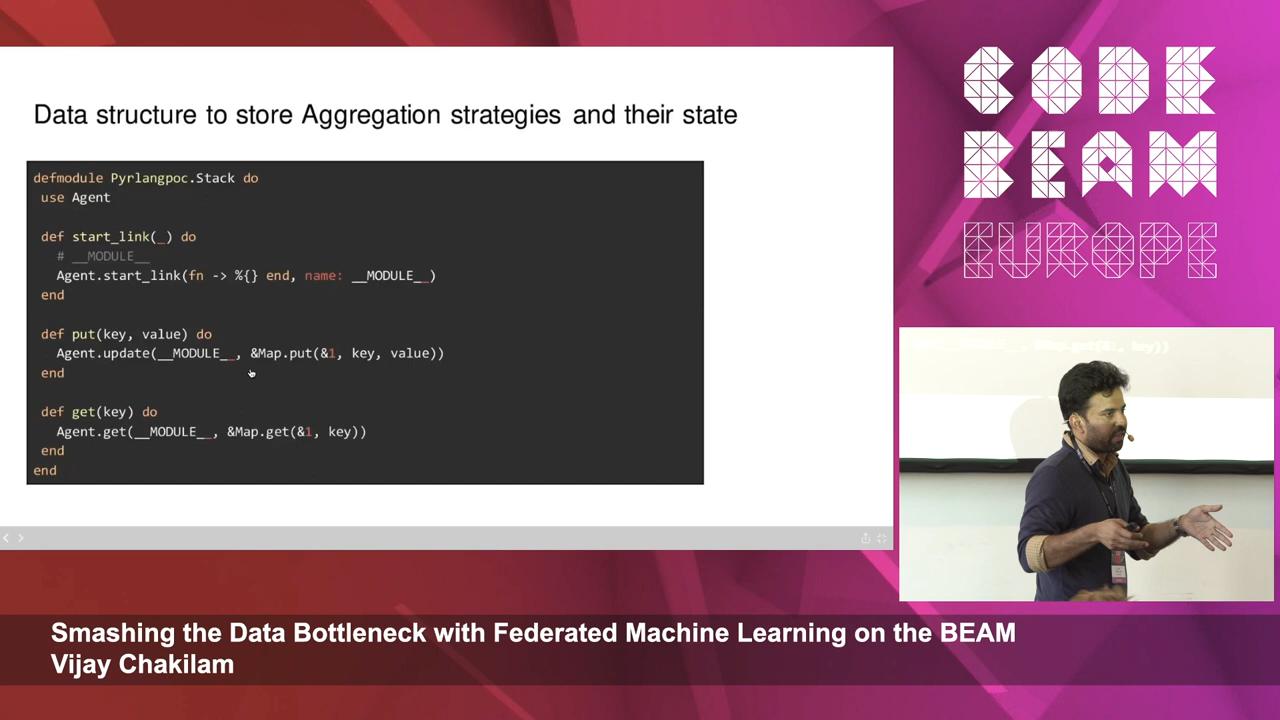 Data structure to store Aggregation strategies and their state
defmodule Pyrlangpoc.Stack do
use Agent
def start_link(_) do
# __MODULE__
Agent.start_link(fn -> %{} end, name: __MODULE__)
end
def put(key, value) do
Agent.update(__MODULE__, &Map.put(&1, key, value))
end
def get(key) do
Agent.get(__MODULE__, &Map.get(&1, key))
end
end
CODE
BEAM
EUROPE
Smashing the Data Bottleneck with Federated Machine Learning on the BEAM
Vijay Chakilam